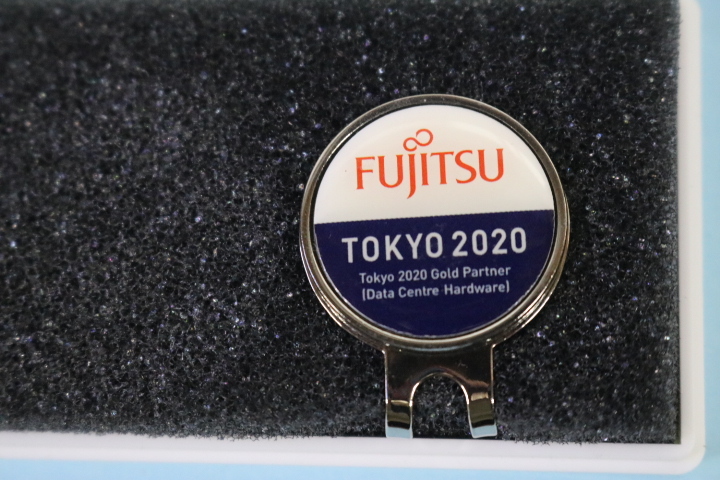 FUJITSU
TOKYO 2020
Tokyo 2020 Gold Partner
(Data Centre Hardware)